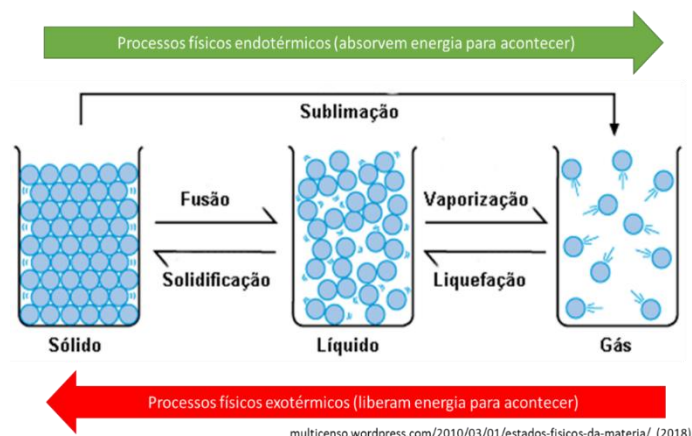 Processos físicos endotérmicos (absorvem energia para acontecer)
Sublimação
Fusão
Vaporização
Solidificação
Liquefação
Sólido
Líquido
Gás
Processos físicos exotérmicos (liberam energia para acontecer)
multicenso.wordpress.com/2010/03/01/estados-fisicos-da-materia/ (2018)